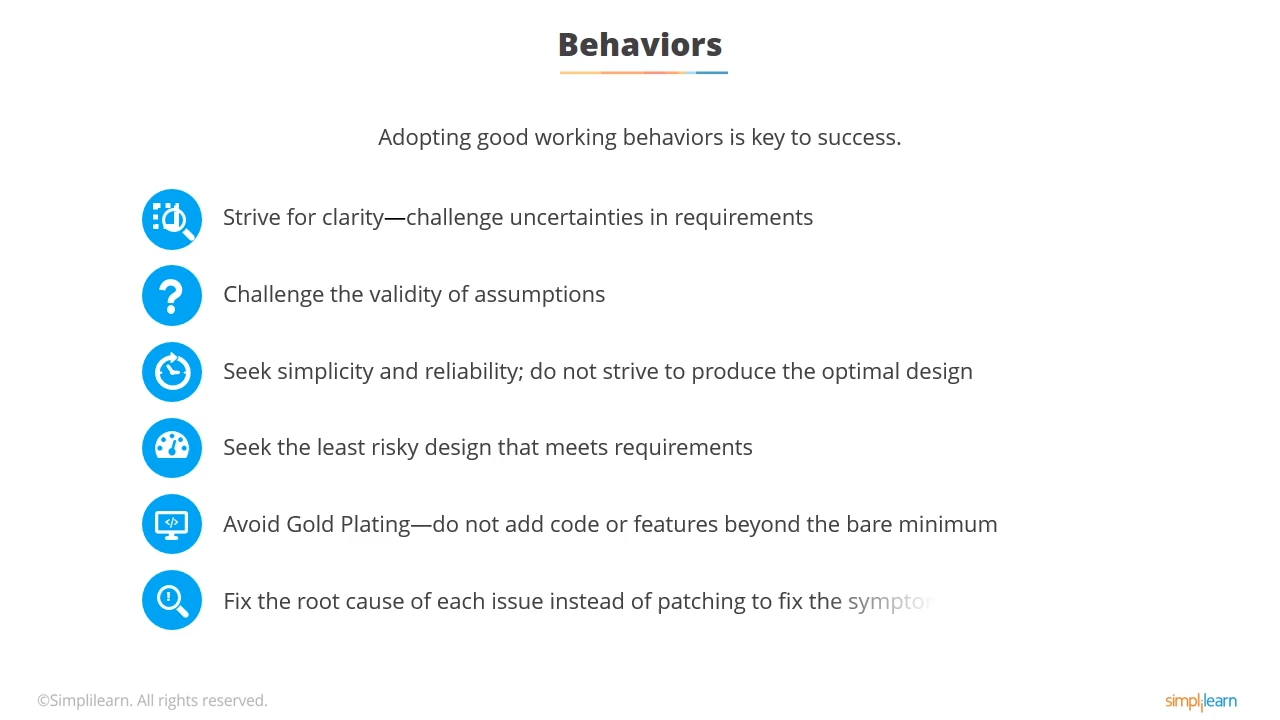 Behaviors
Adopting good working behaviors is key to success.
Strive for clarity—challenge uncertainties in requirements
?
Challenge the validity of assumptions
Seek simplicity and reliability; do not strive to produce the optimal design
Seek the least risky design that meets requirements
</>
Avoid Gold Plating—do not add code or features beyond the bare minimum
!
Fix the root cause of each issue instead of patching to fix the
©Simplilearn. All rights reserved.
simplilearn